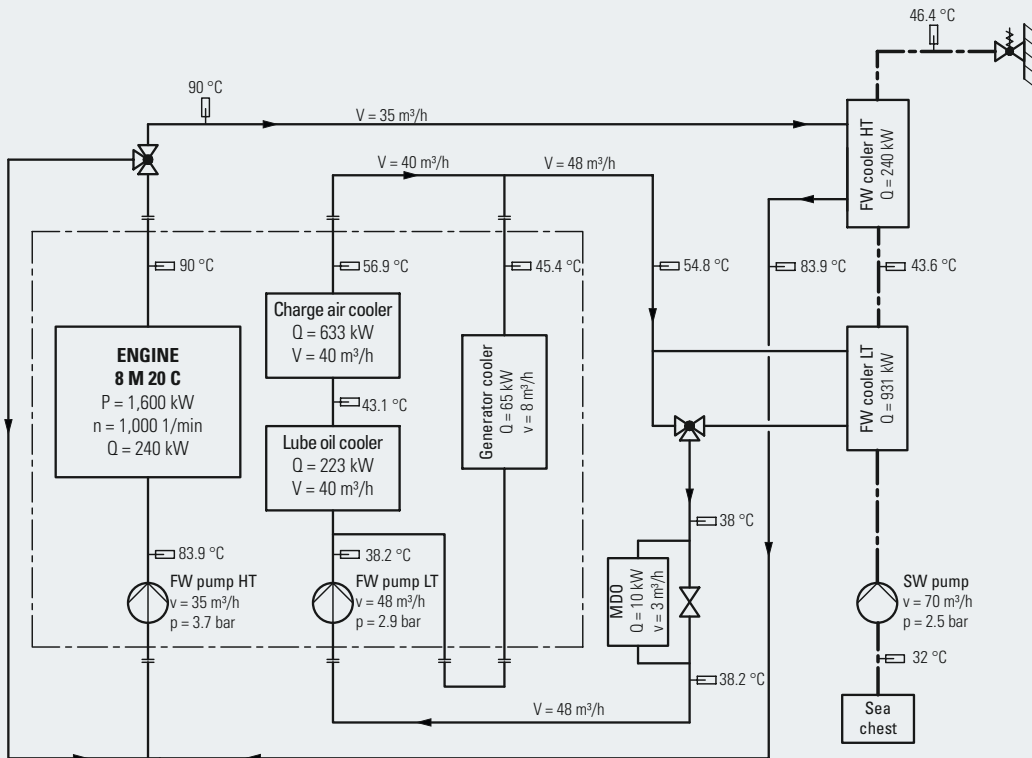 46.4 °C
90 °C
V = 35 m³/h
FW cooler HT
Q = 240 kW
V = 40 m³/h
V = 48 m³/h
90 °C
56.9 °C
45.4 °C
54.8 °C
83.9 °C
43.6 °C
ENGINE
8 M 20 C
P = 1,600 kW
n = 1,000 1/min
Q = 240 kW
Charge air cooler
Q = 633 kW
V = 40 m³/h
43.1 °C
Lube oil cooler
Q = 223 kW
V = 40 m³/h
Generator cooler
Q = 65 kW
v = 8 m³/h
FW cooler LT
Q = 931 kW
38 °C
83.9 °C
FW pump HT
v = 35 m³/h
p = 3.7 bar
38.2 °C
FW pump LT
v = 48 m³/h
p = 2.9 bar
MDO
Q = 10 kW
v = 3 m³/h
SW pump
v = 70 m³/h
p = 2.5 bar
32 °C
38.2 °C
V = 48 m³/h
Sea
chest